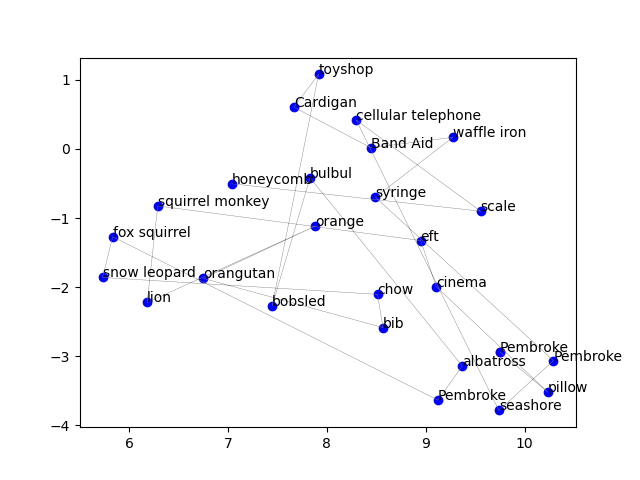 toyshop
Cardigan
cellular telephone
Band Aid
waffle iron
honeycomb
bulbul
squirrel monkey
syringe
scale
orange
fox squirrel
eft
snow leopard
orangutan
lion
bobsled
chow
cinema
bib
Pembroke
Pembroke
albatross
pillow
Pembroke
seashore
1
0
−1
−2
−3
−4
6 7 8 9 10